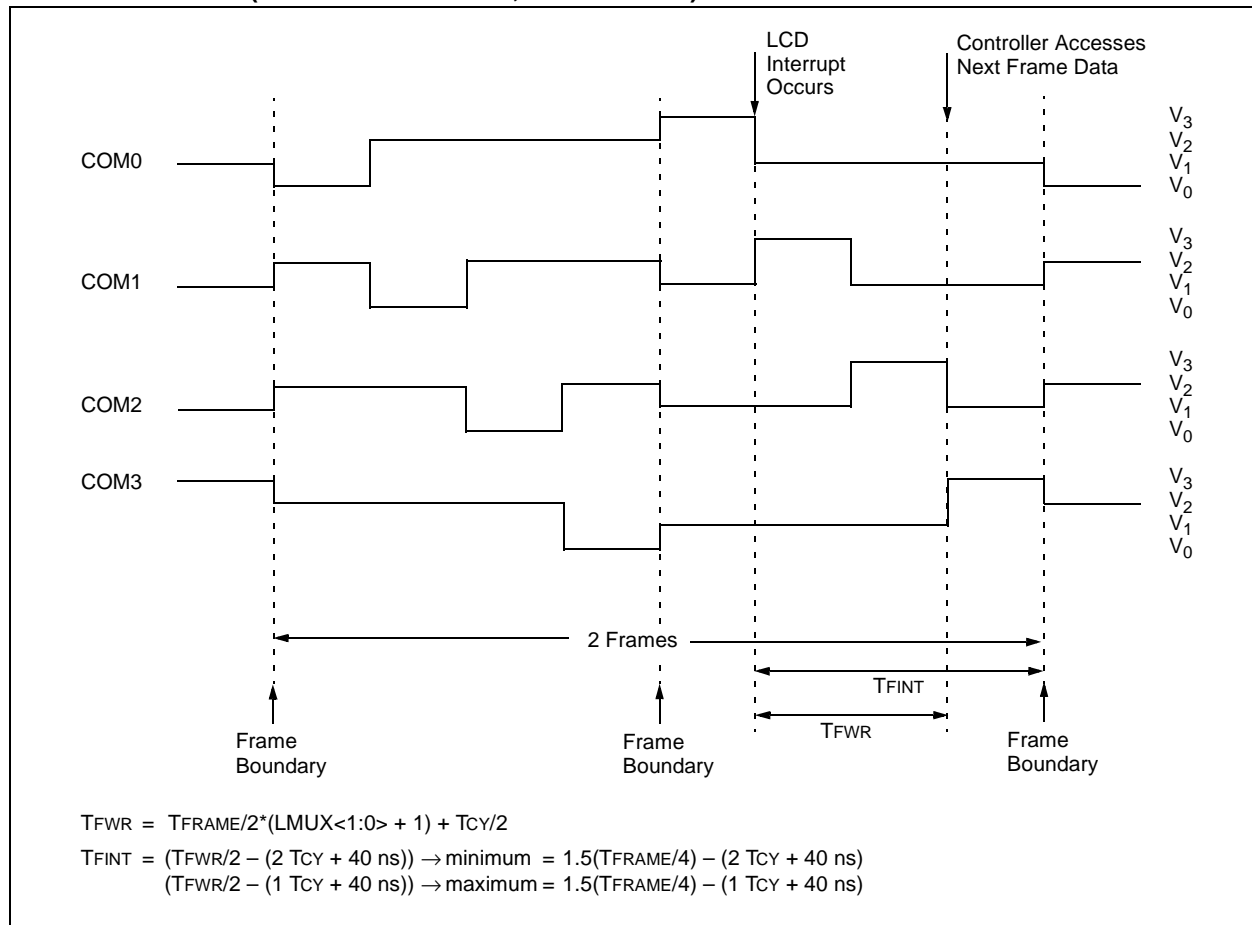 LCD
Interrupt
Occurs
Controller Accesses
Next Frame Data
COM0
V3
V2
V1
V0
COM1
V3
V2
V1
V0
COM2
V3
V2
V1
V0
COM3
V3
V2
V1
V0
2 Frames
TFINT
TFWR
Frame
Boundary
Frame
Boundary
Frame
Boundary
TFWR = TFRAME/2*(LMUX<1:0> + 1) + TCY/2
TFINT = (TFWR/2 – (2 TCY + 40 ns)) → minimum = 1.5(TFRAME/4) – (2 TCY + 40 ns)
(TFWR/2 – (1 TCY + 40 ns)) → maximum = 1.5(TFRAME/4) – (1 TCY + 40 ns)